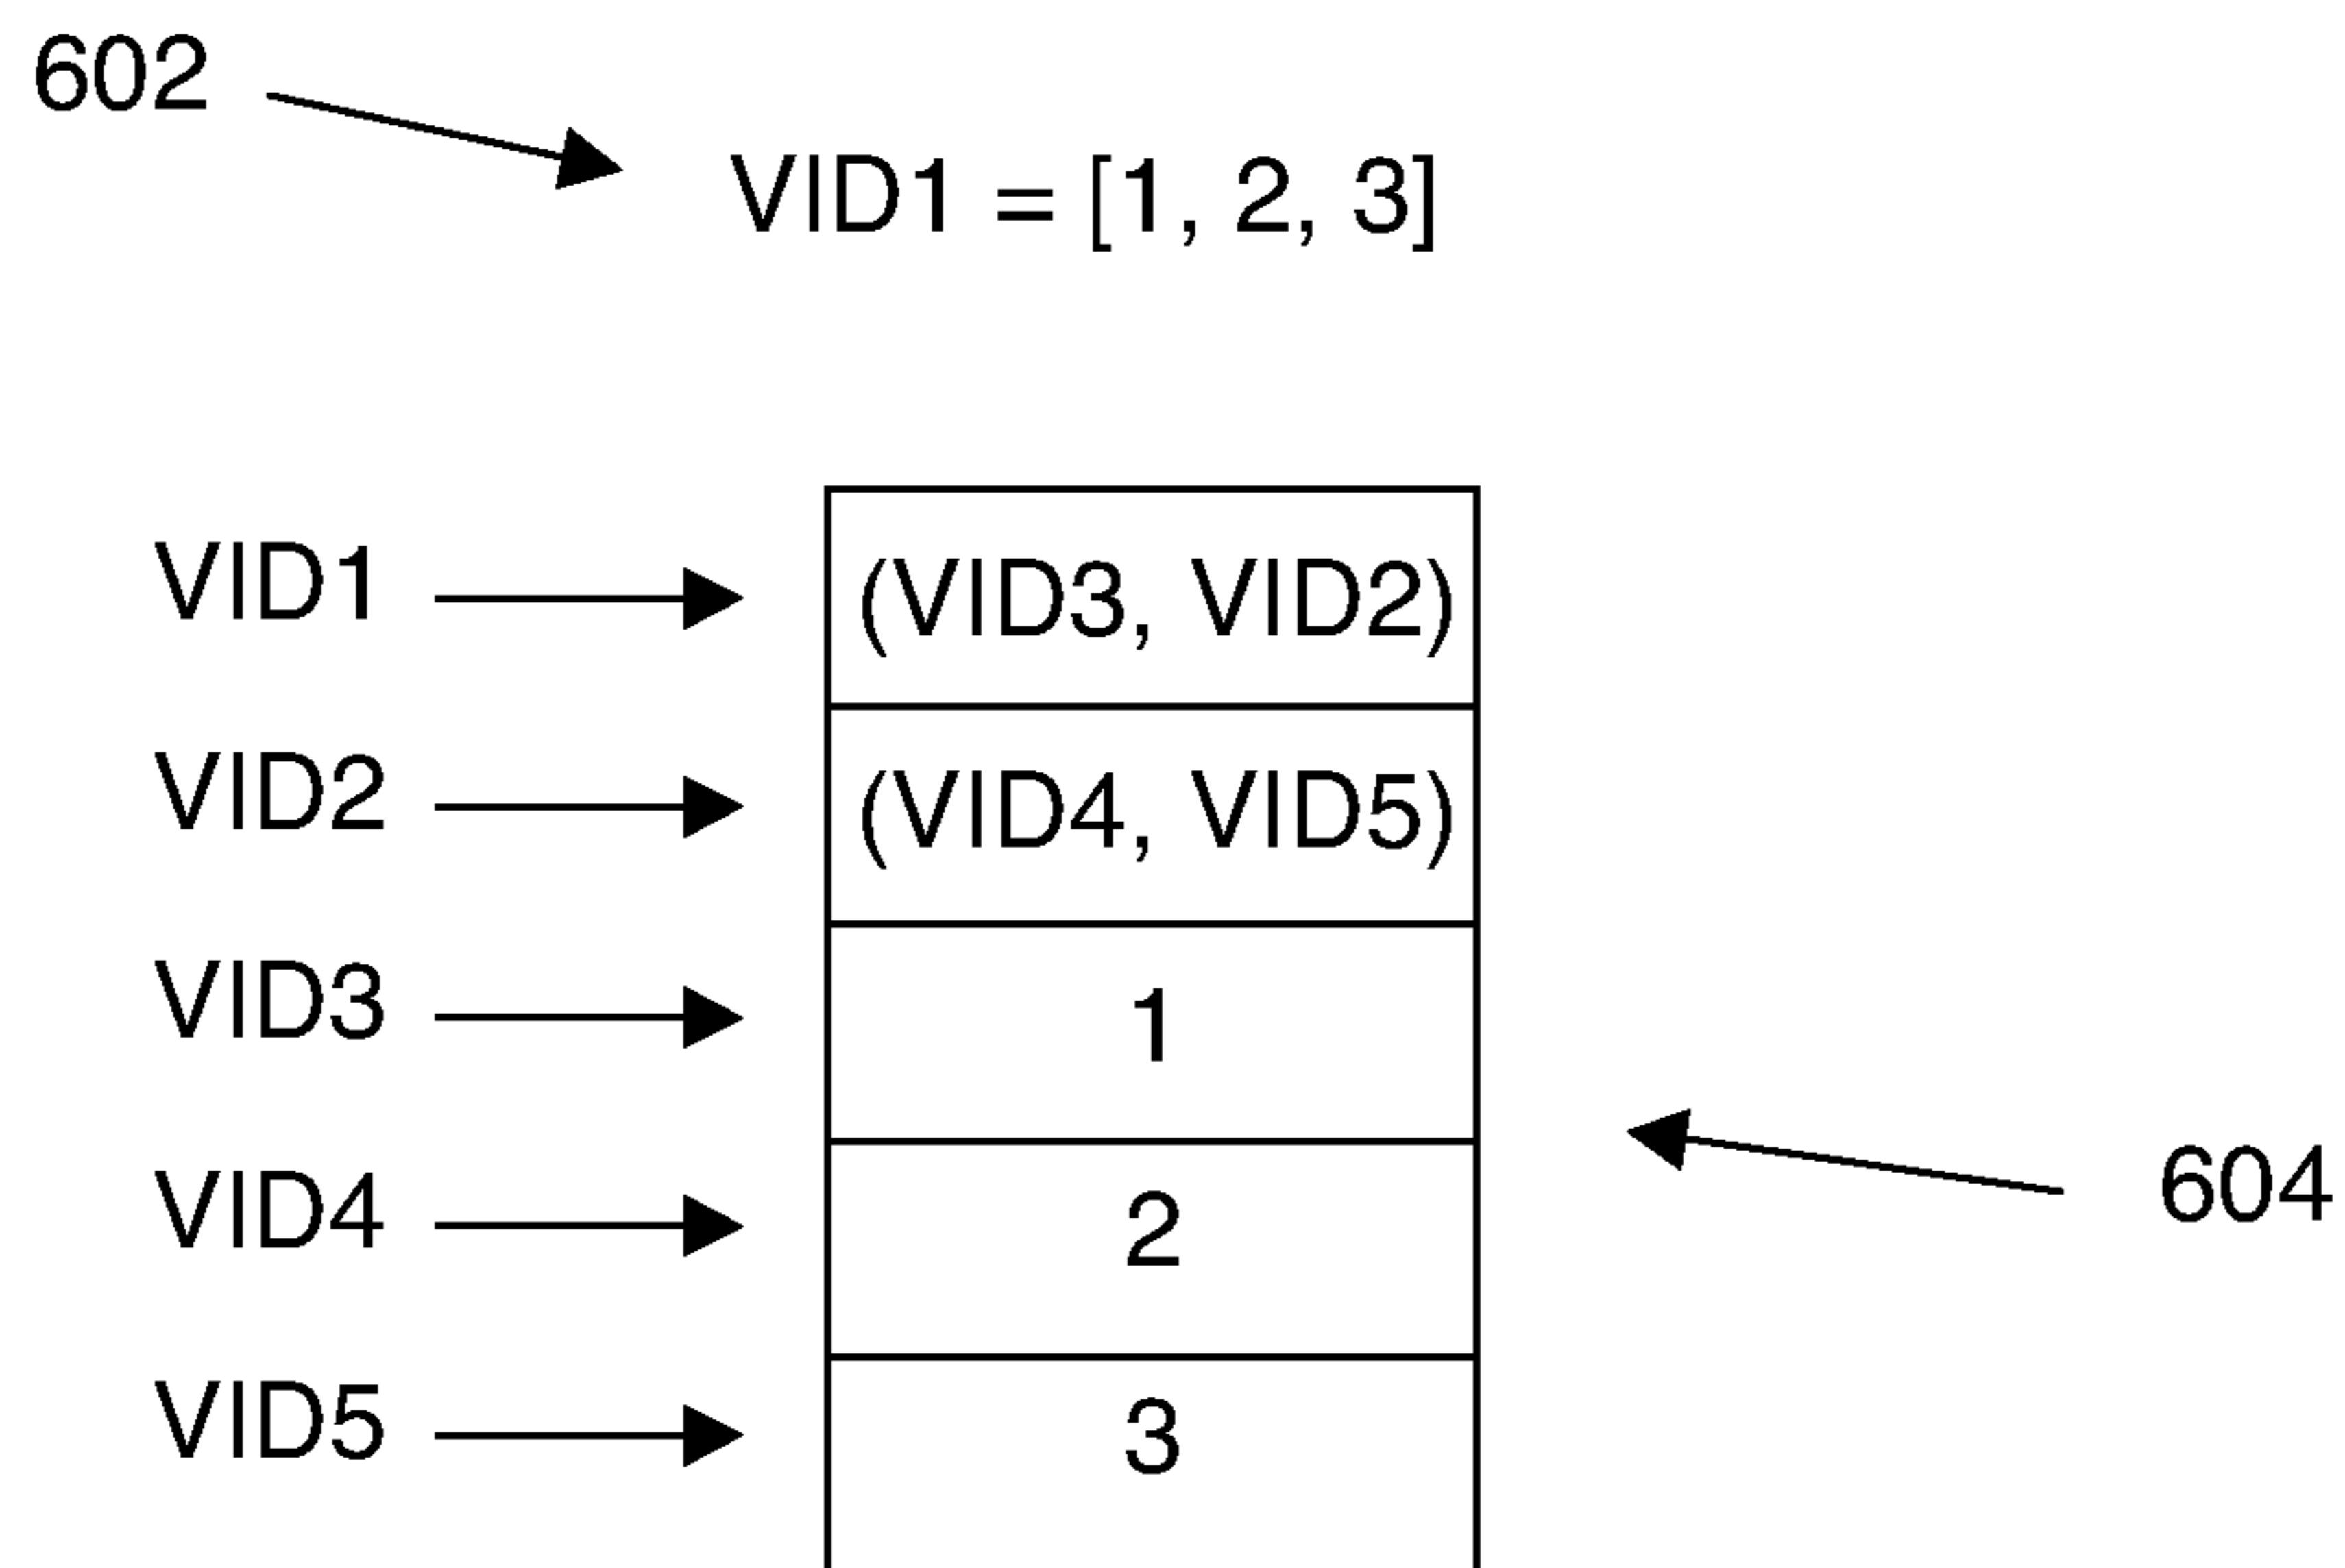 602
VID1 = [1, 2, 3]
VID1 (VID3, VID2)
VID2 (VID4, VID5)
VID3 1
VID4 2
604
VID5 3